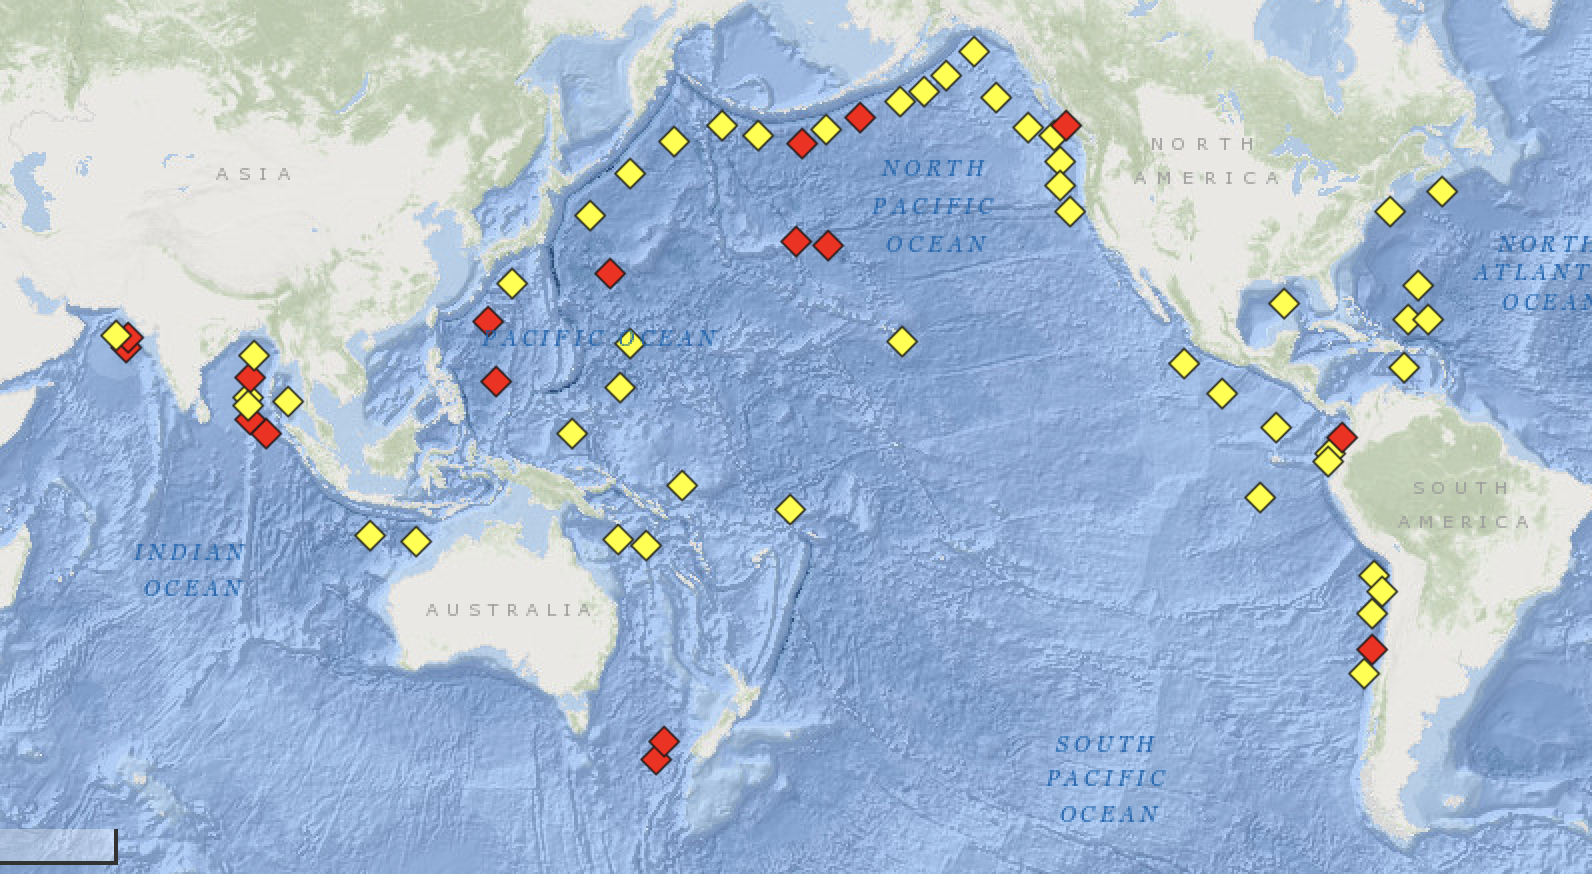 ASIA
NORTH
AMERICA
NORTH
PACIFIC
OCEAN
NORTH
ATLANT
OCEAN
PACIFIC OCEAN
SOUTH
AMERICA
INDIAN
OCEAN
AUSTRALIA
SOUTH
PACIFIC
OCEAN